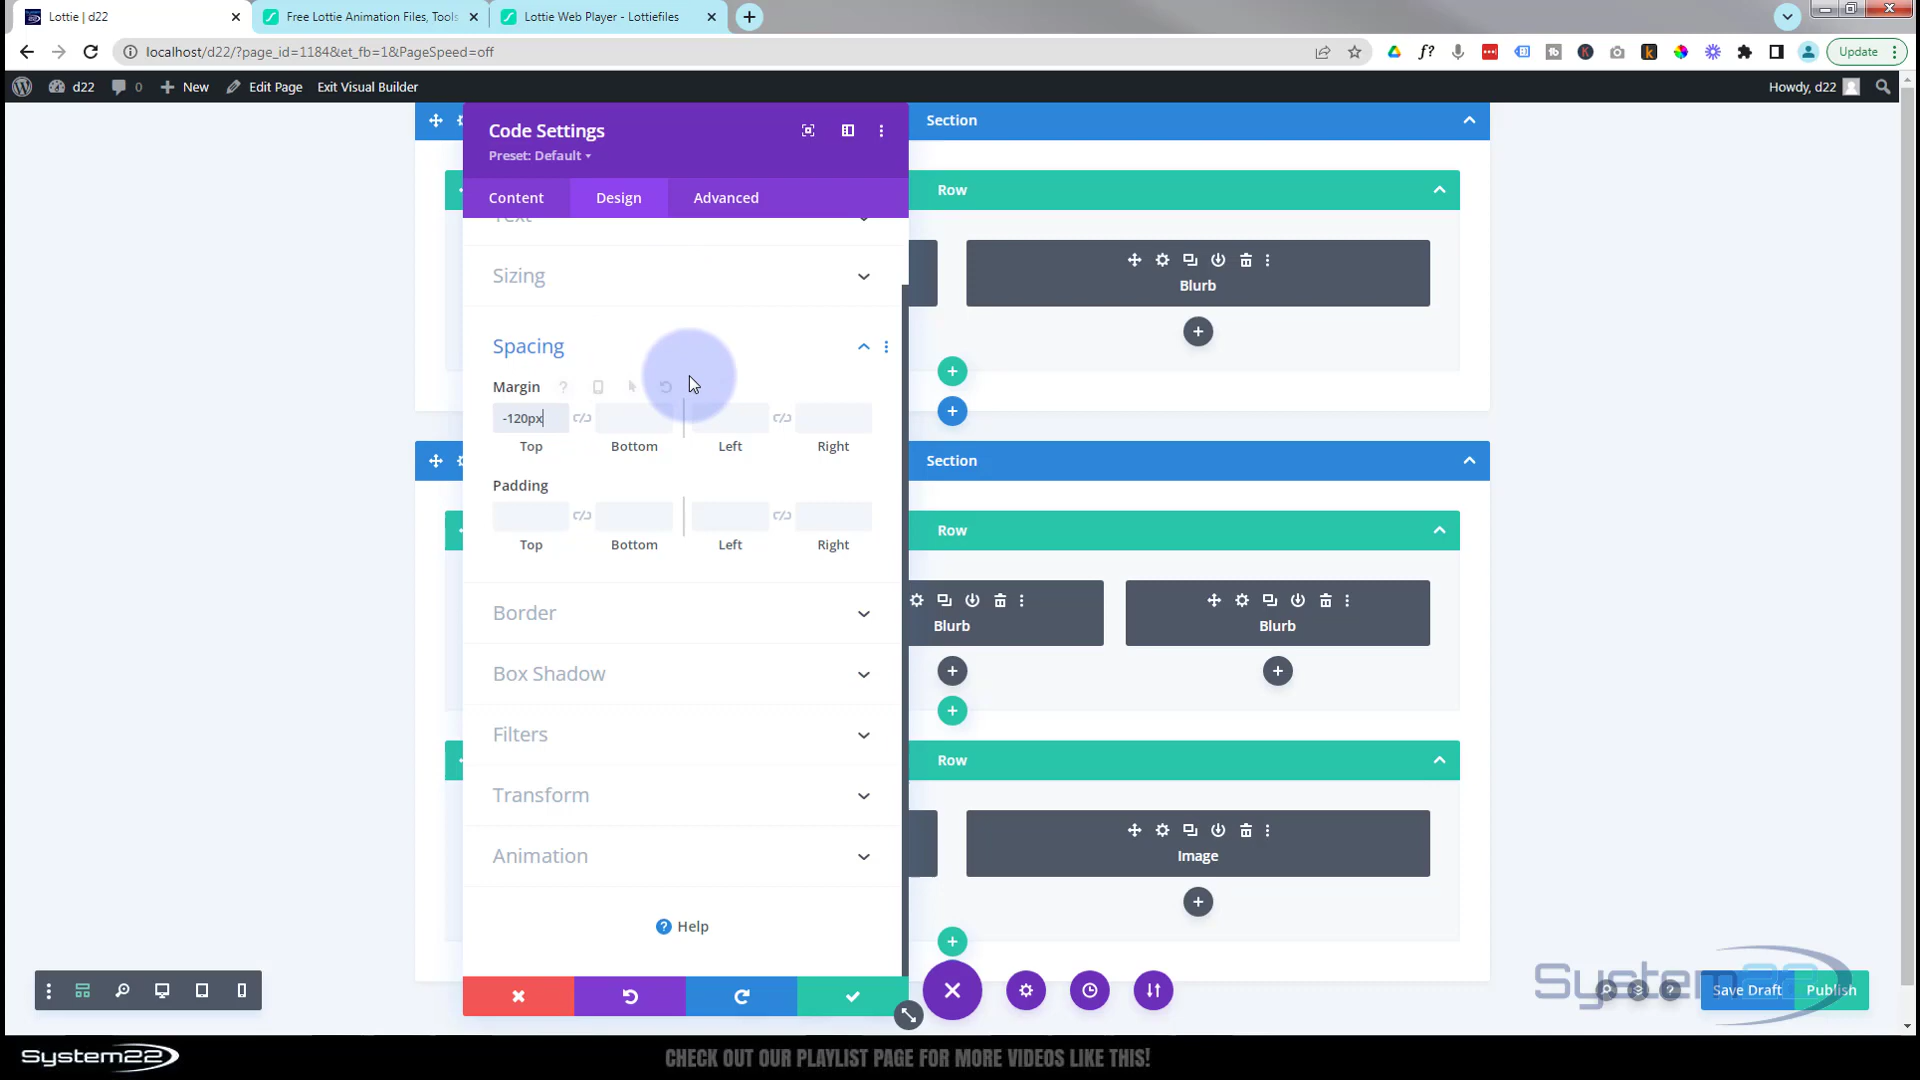 Lottie | d22
Free Lottie Animation Files, Tools
Lottie Web Player - Lottiefiles
localhost/d22/?page_id=1184&et_fb=1&PageSpeed=off
Update
d22
0
New
Edit Page
Exit Visual Builder
Howdy, d22
Code Settings
Preset: Default
Content
Design
Advanced
Text
Sizing
Spacing
Margin
-120px
Top
Bottom
Left
Right
Padding
Top
Bottom
Left
Right
Border
Box Shadow
Filters
Transform
Animation
Help
Section
Row
Blurb
Section
Row
Blurb
Blurb
Row
Image
System22
Save Draft
Publish
System22
CHECK OUT OUR PLAYLIST PAGE FOR MORE VIDEOS LIKE THIS!